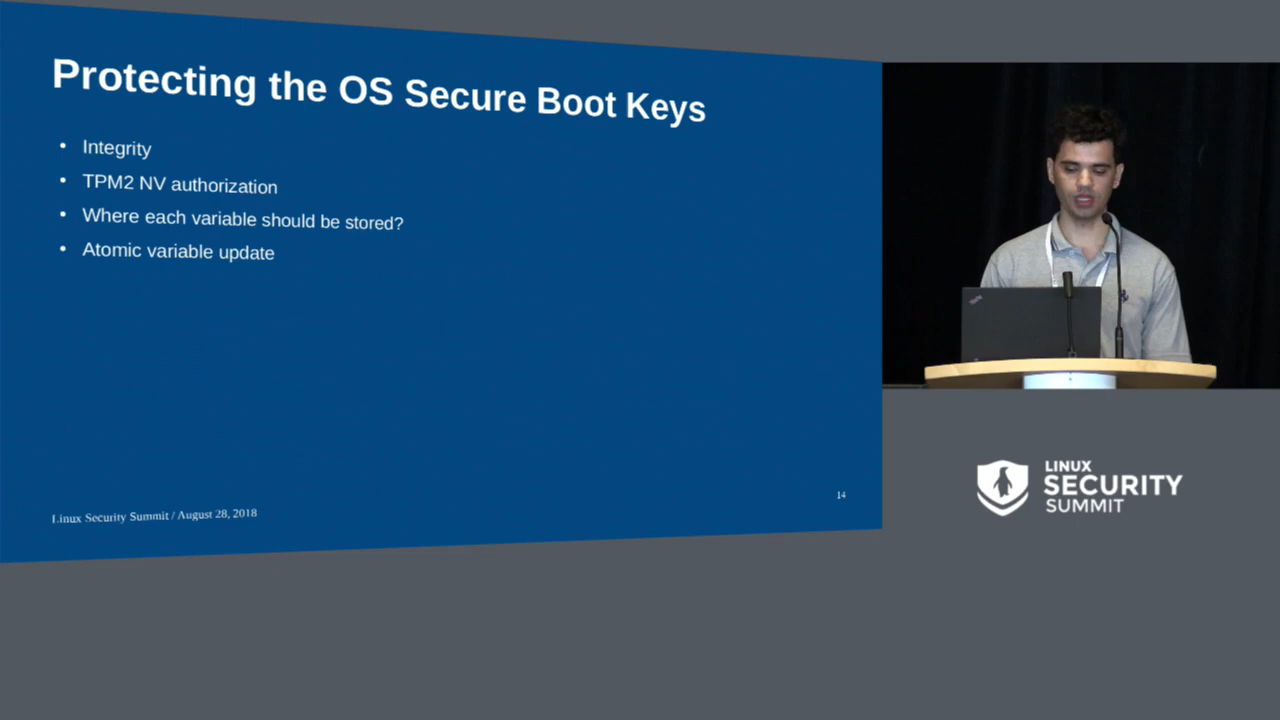 Protecting the OS Secure Boot Keys
• Integrity
• TPM2 NV authorization
• Where each variable should be stored?
• Atomic variable update
Linux Security Summit / August 28, 2018
14
LINUX
SECURITY
SUMMIT